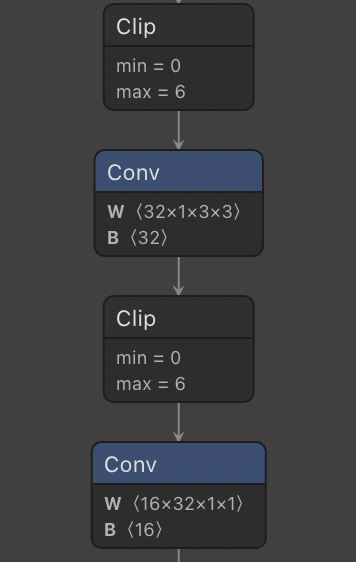 Clip
min = 0
max = 6
Conv
W ⟨32×1×3×3⟩
B ⟨32⟩
Clip
min = 0
max = 6
Conv
W ⟨16×32×1×1⟩
B ⟨16⟩